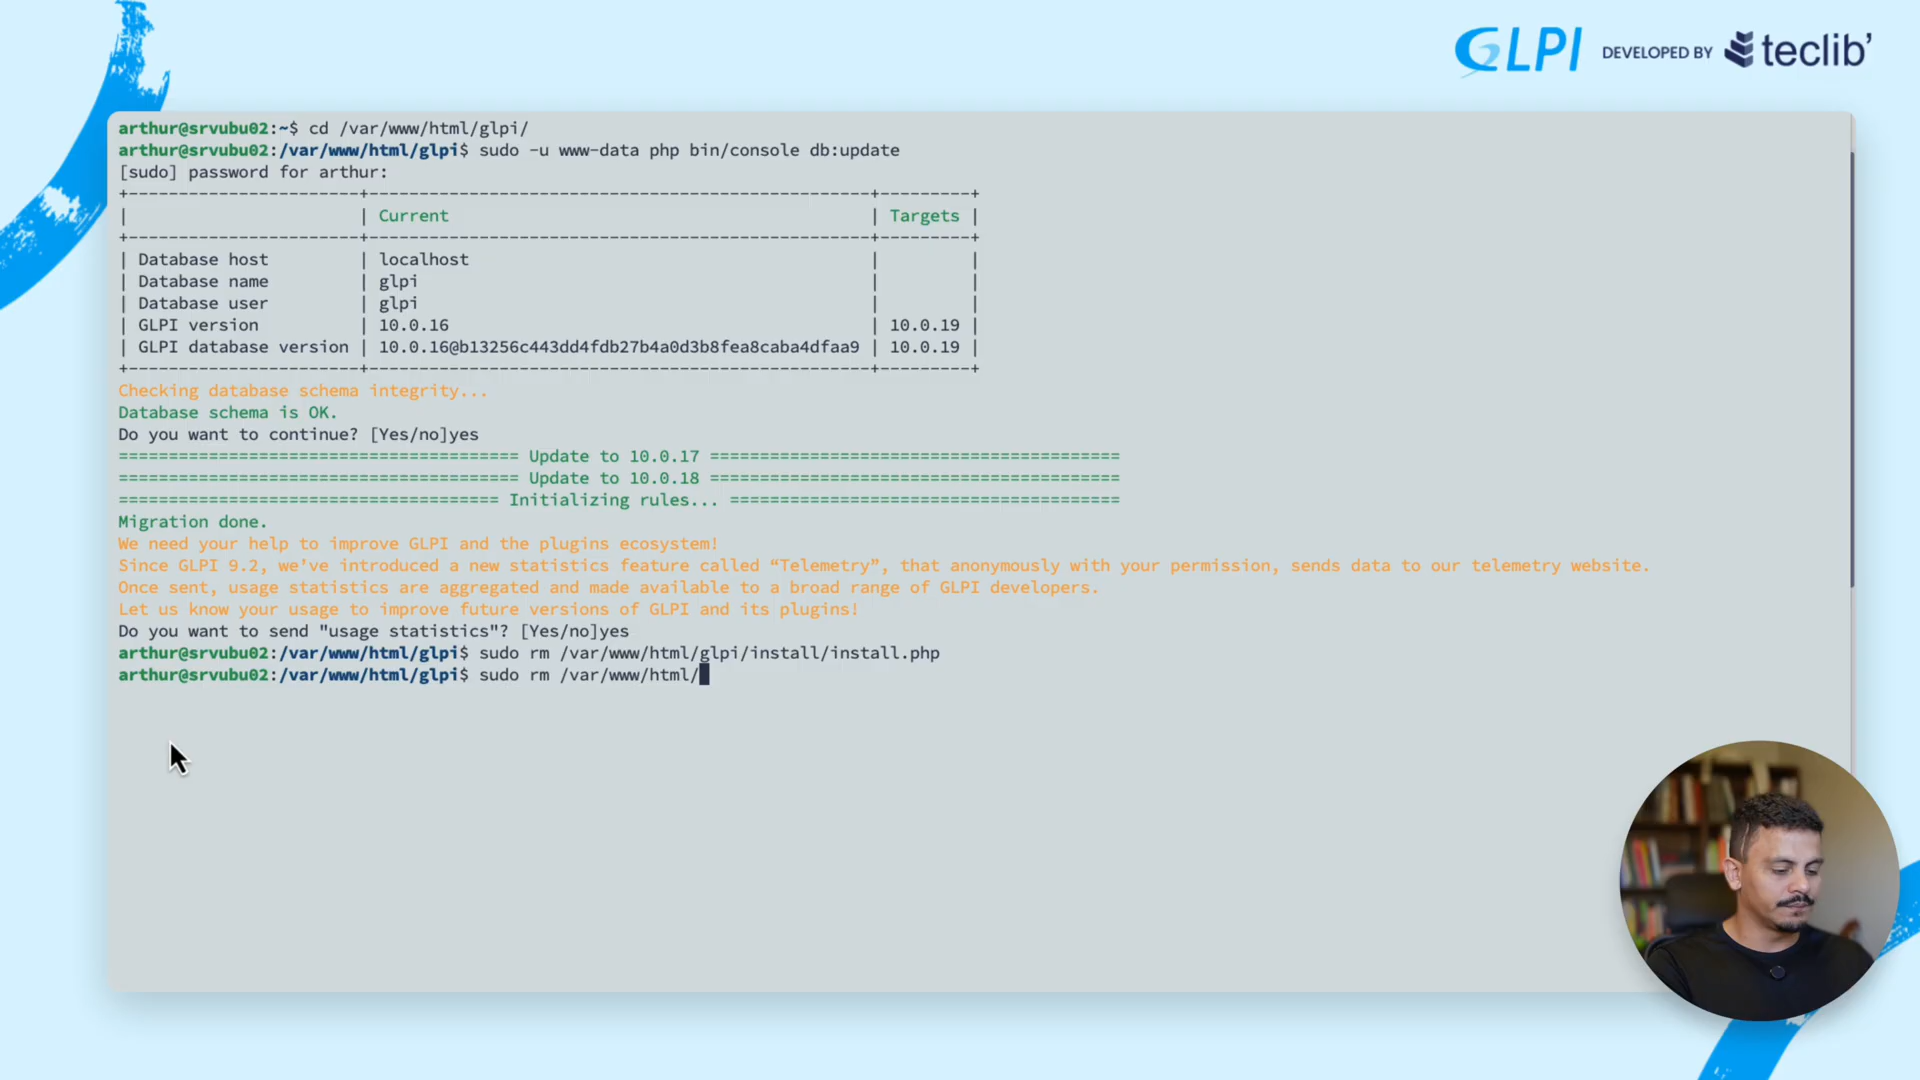 GLPI DEVELOPED BY teclib'
arthur@srvubu02:~$ cd /var/www/html/glpi/
arthur@srvubu02:/var/www/html/glpi$ sudo -u www-data php bin/console db:update
[sudo] password for arthur:
+-----------------------+--------------------------------------------------+---------+
| | Current | Targets |
+-----------------------+--------------------------------------------------+---------+
| Database host | localhost | |
| Database name | glpi | |
| Database user | glpi | |
| GLPI version | 10.0.16 | 10.0.19 |
| GLPI database version | 10.0.16@b13256c443dd4fdb27b4a0d3b8fea8caba4dfaa9 | 10.0.19 |
+-----------------------+--------------------------------------------------+---------+
Checking database schema integrity...
Database schema is OK.
Do you want to continue? [Yes/no]yes
======================================== Update to 10.0.17 =========================================
======================================== Update to 10.0.18 =========================================
====================================== Initializing rules... =======================================
Migration done.
We need your help to improve GLPI and the plugins ecosystem!
Since GLPI 9.2, we’ve introduced a new statistics feature called “Telemetry”, that anonymously with your permission, sends data to our telemetry website.
Once sent, usage statistics are aggregated and made available to a broad range of GLPI developers.
Let us know your usage to improve future versions of GLPI and its plugins!
Do you want to send "usage statistics"? [Yes/no]yes
arthur@srvubu02:/var/www/html/glpi$ sudo rm /var/www/html/glpi/install/install.php
arthur@srvubu02:/var/www/html/glpi$ sudo rm /var/www/html/